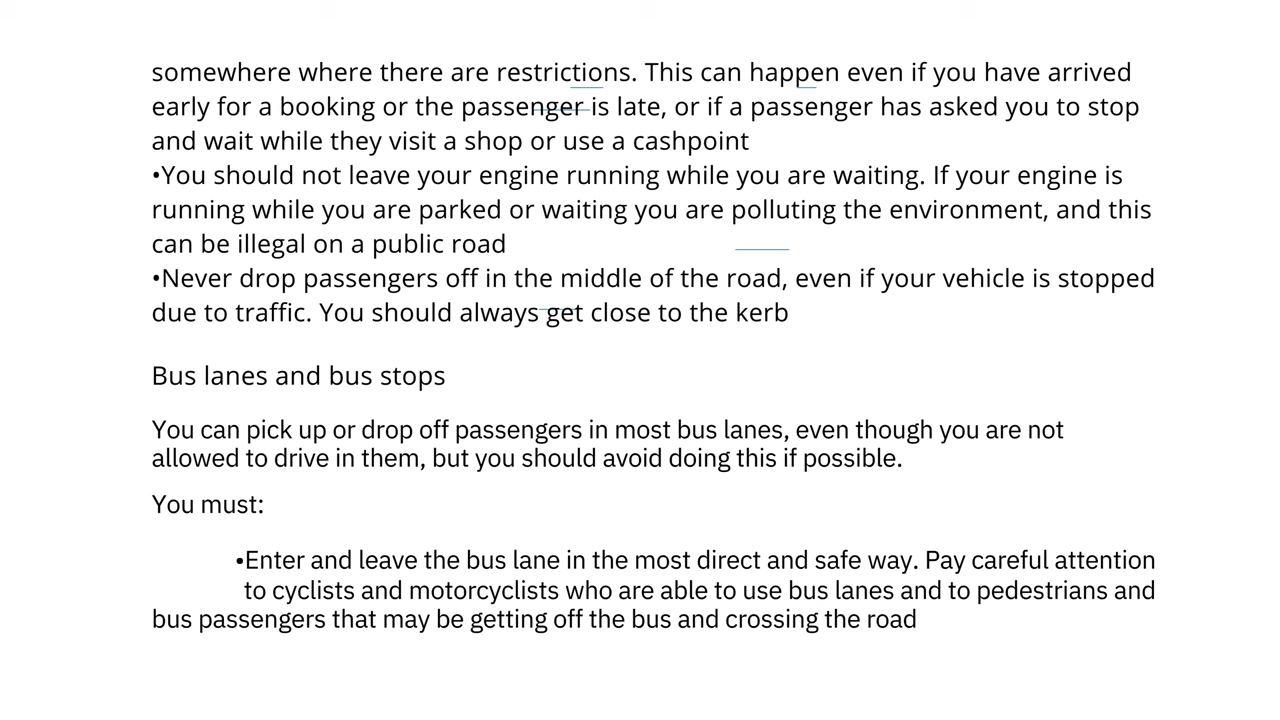 somewhere where there are restrictions. This can happen even if you have arrived
early for a booking or the passenger is late, or if a passenger has asked you to stop
and wait while they visit a shop or use a cashpoint
•You should not leave your engine running while you are waiting. If your engine is
running while you are parked or waiting you are polluting the environment, and this
can be illegal on a public road
•Never drop passengers off in the middle of the road, even if your vehicle is stopped
due to traffic. You should always get close to the kerb
Bus lanes and bus stops
You can pick up or drop off passengers in most bus lanes, even though you are not
allowed to drive in them, but you should avoid doing this if possible.
You must:
•Enter and leave the bus lane in the most direct and safe way. Pay careful attention
to cyclists and motorcyclists who are able to use bus lanes and to pedestrians and
bus passengers that may be getting off the bus and crossing the road